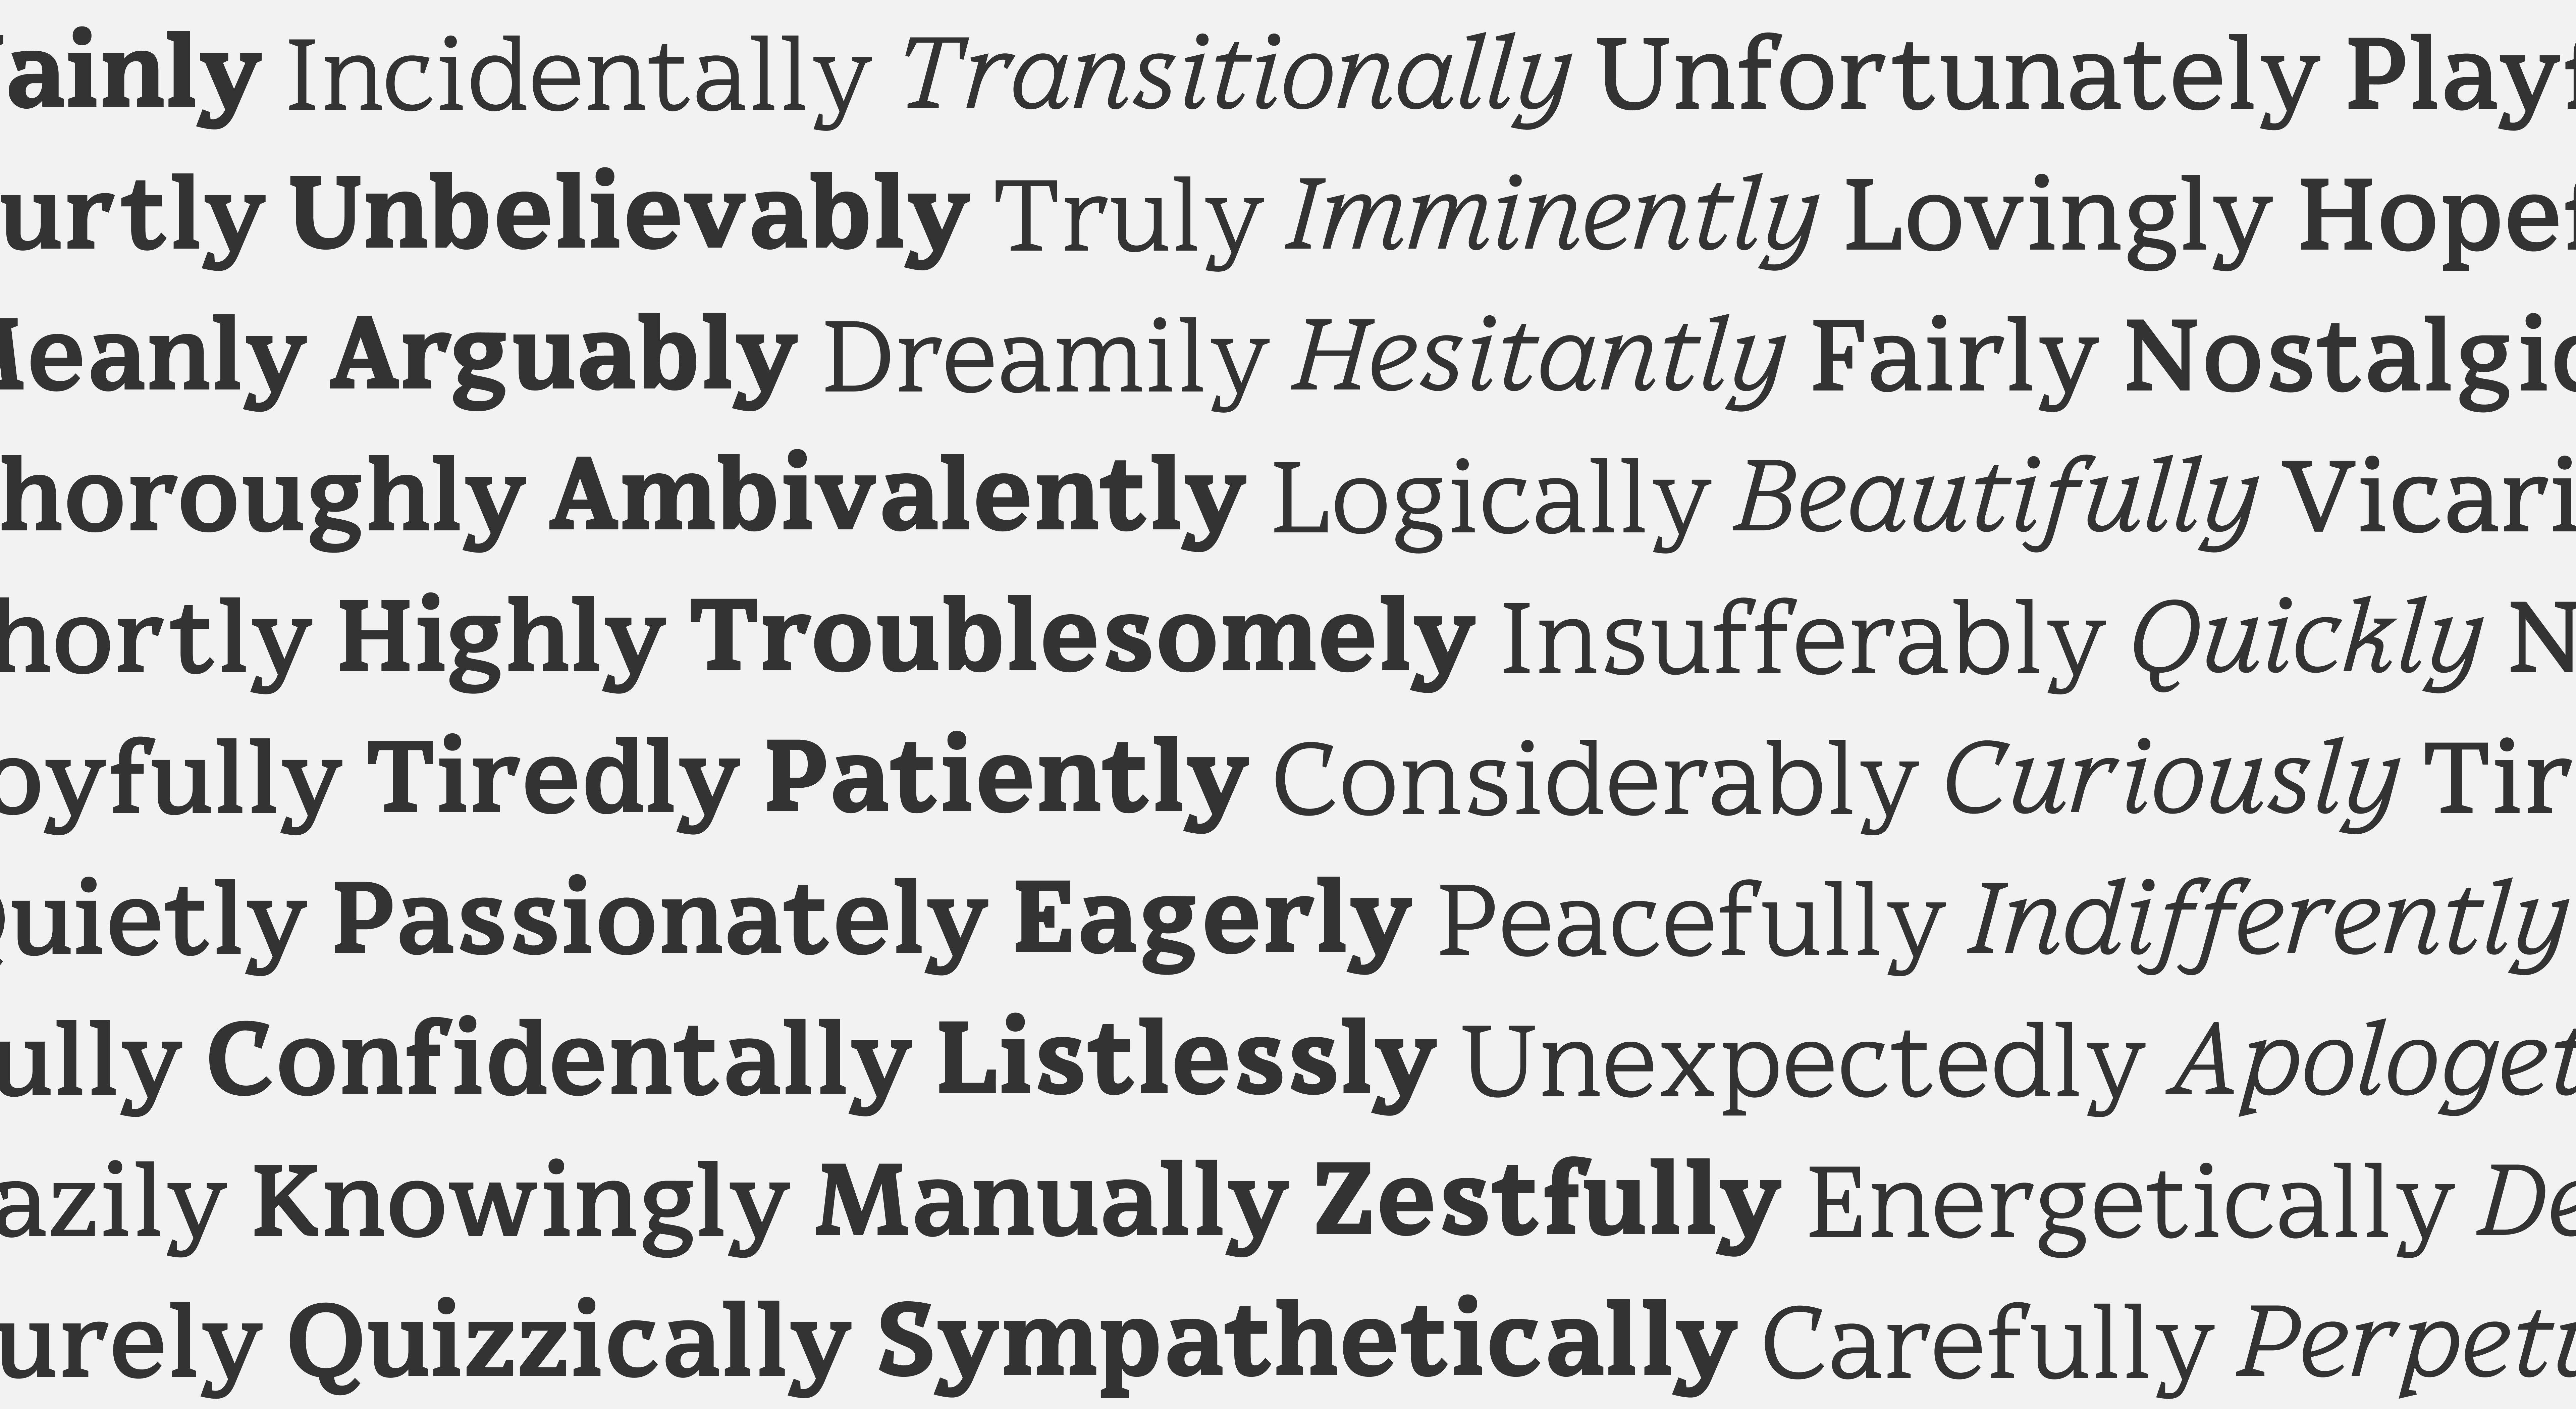 ainly Incidentally Transitionally Unfortunately Playf
urtly Unbelievably Truly Imminently Lovingly Hopef
Meanly Arguably Dreamily Hesitantly Fairly Nostalgic
horoughly Ambivalently Logically Beautifully Vicari
hortly Highly Troublesomely Insufferably Quickly N
oyfully Tiredly Patiently Considerably Curiously Tir
Quietly Passionately Eagerly Peacefully Indifferently
ully Confidentally Listlessly Unexpectedly Apologet
azily Knowingly Manually Zestfully Energetically De
urely Quizzically Sympathetically Carefully Perpetu